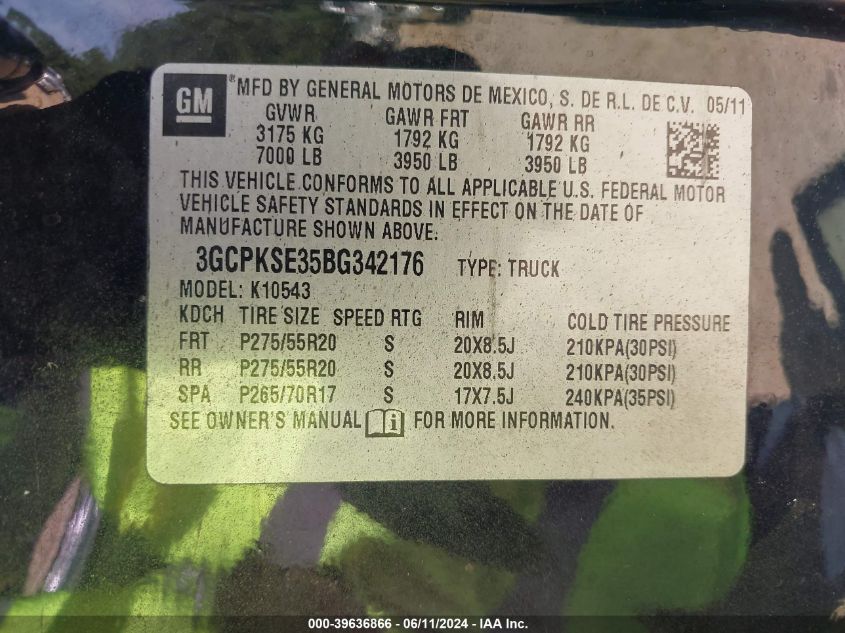 GM ® MFD BY GENERAL MOTORS DE MEXICO, S. DE R.L. DE C.V. 05/11
GVWR GAWR FRT GAWR RR
3175 KG 1792 KG 1792 KG
7000 LB 3950 LB 3950 LB
THIS VEHICLE CONFORMS TO ALL APPLICABLE U.S. FEDERAL MOTOR
VEHICLE SAFETY STANDARDS IN EFFECT ON THE DATE OF
MANUFACTURE SHOWN ABOVE.
3GCPKSE35BG342176 TYPE: TRUCK
MODEL: K10543
KDCH TIRE SIZE SPEED RTG RIM COLD TIRE PRESSURE
FRT P275/55R20 S 20X8.5J 210KPA(30PSI)
RR P275/55R20 S 20X8.5J 210KPA(30PSI)
SPA P265/70R17 S 17X7.5J 240KPA(35PSI)
SEE OWNER'S MANUAL i FOR MORE INFORMATION.
000-39636866 - 06/11/2024 - IAA Inc.